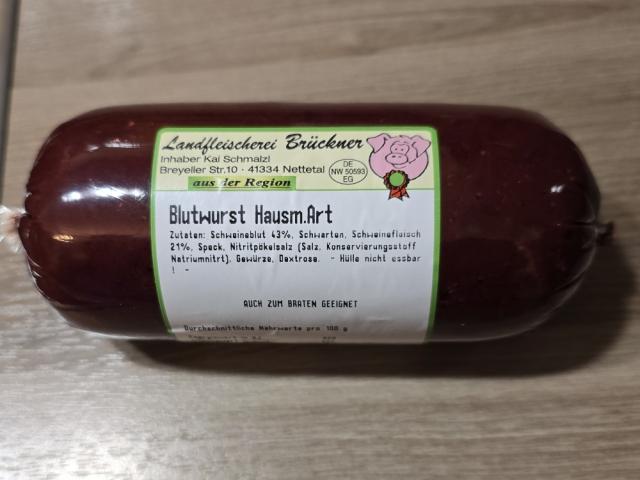 Landfleischerei Brückner
Inhaber Kai Schmalzl
Breyeller Str.10 · 41334 Nettetal
aus der Region
DE
NW 50593
EG
Blutwurst Hausm.Art
Zutaten: Schweineblut 43%, Schwarten, Schweinefleisch
21%, Speck, Nitritpökelsalz (Salz, Konservierungsstoff
Natriumnitrt), Gewürze, Dextrose. - Hülle nicht essbar
! -
AUCH ZUM BRATEN GEEIGNET
Durchschnittliche Nährwerte pro 100 g